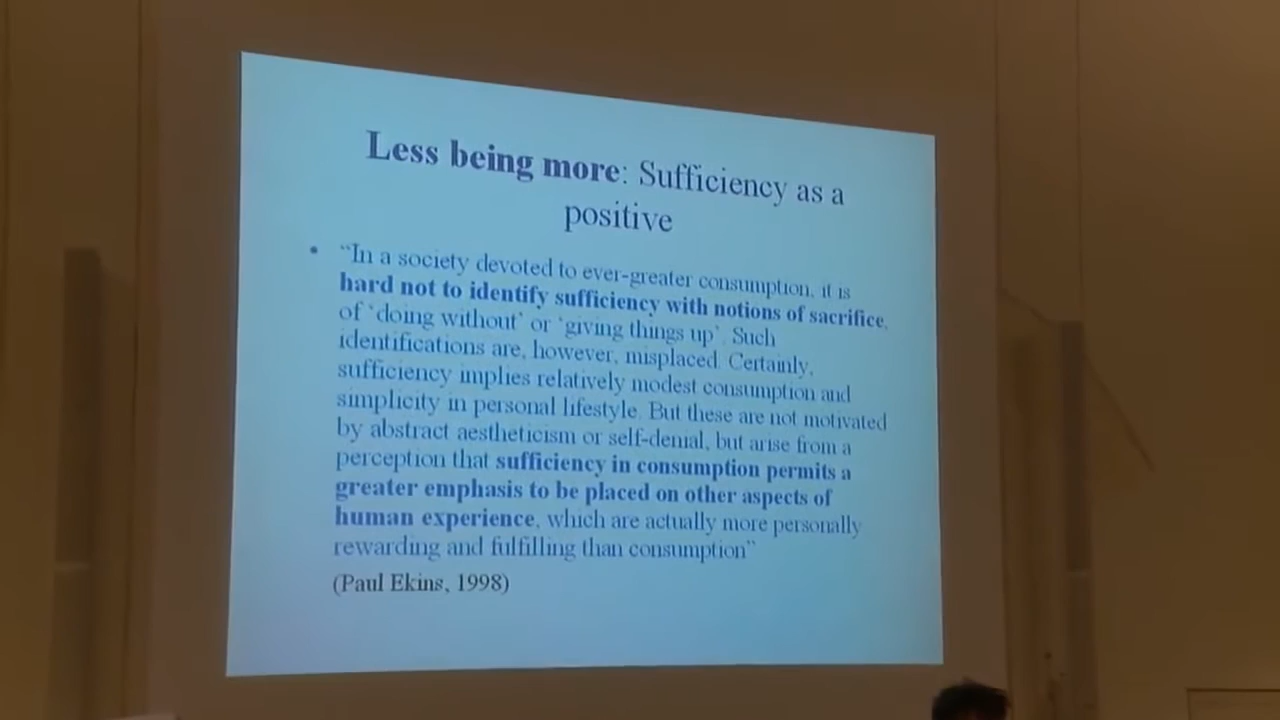 Less being more: Sufficiency as a
positive
• “In a society devoted to ever-greater consumption, it is
hard not to identify sufficiency with notions of sacrifice,
of ‘doing without’ or ‘giving things up’. Such
identifications are, however, misplaced. Certainly,
sufficiency implies relatively modest consumption and
simplicity in personal lifestyle. But these are not motivated
by abstract aestheticism or self-denial, but arise from a
perception that sufficiency in consumption permits a
greater emphasis to be placed on other aspects of
human experience, which are actually more personally
rewarding and fulfilling than consumption”
(Paul Ekins, 1998)